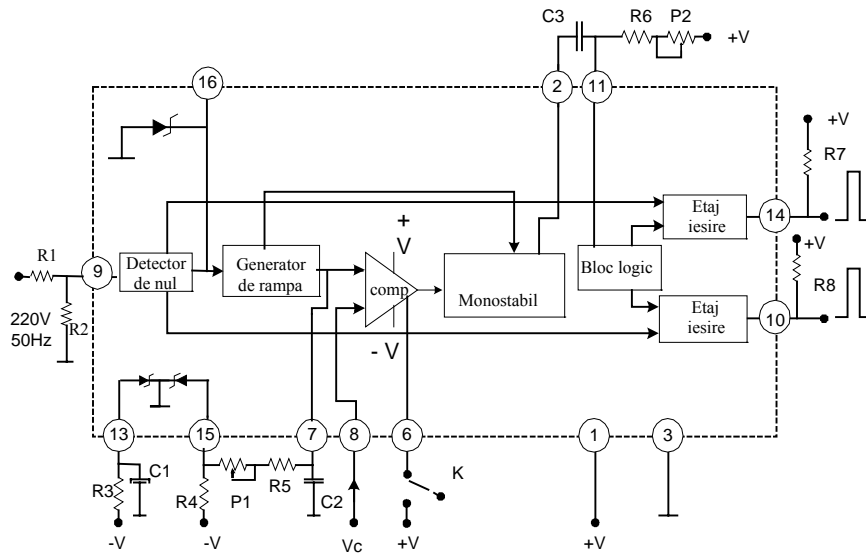 C3
R6
P2
+V
16
2
11
+V
R7
Etaj
iesire
14
+
V
R1
9
Detector
de nul
Generator
de rampa
comp
Monostabil
Bloc logic
+V
R8
220V
50Hz
R2
Etaj
iesire
10
- V
13
15
7
8
6
1
3
R3
C1
R4
P1
R5
C2
K
-V
-V
Vc
+V
+V